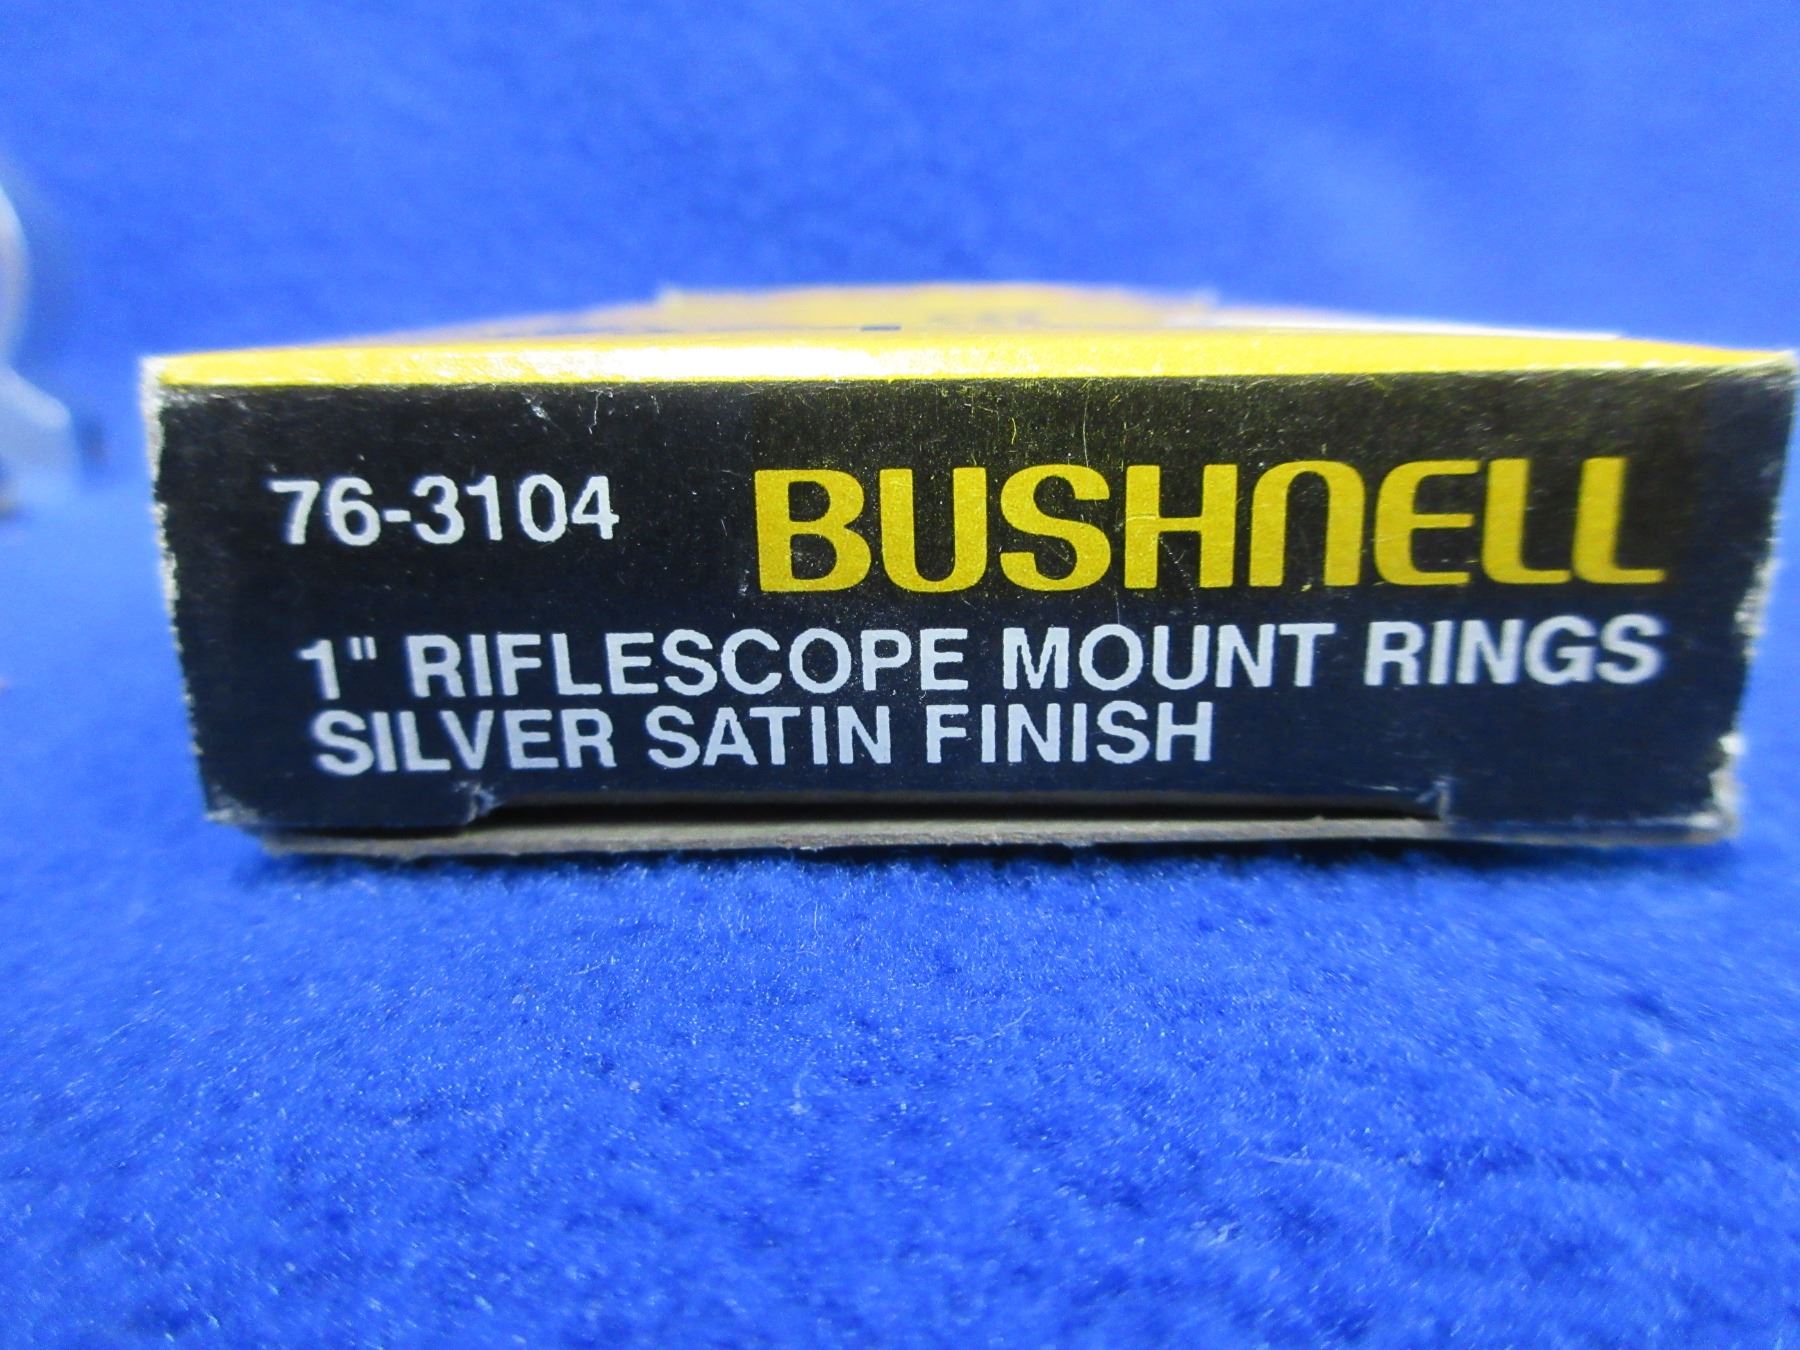 76-3104 BUSHNELL
1" RIFLESCOPE MOUNT RINGS
SILVER SATIN FINISH